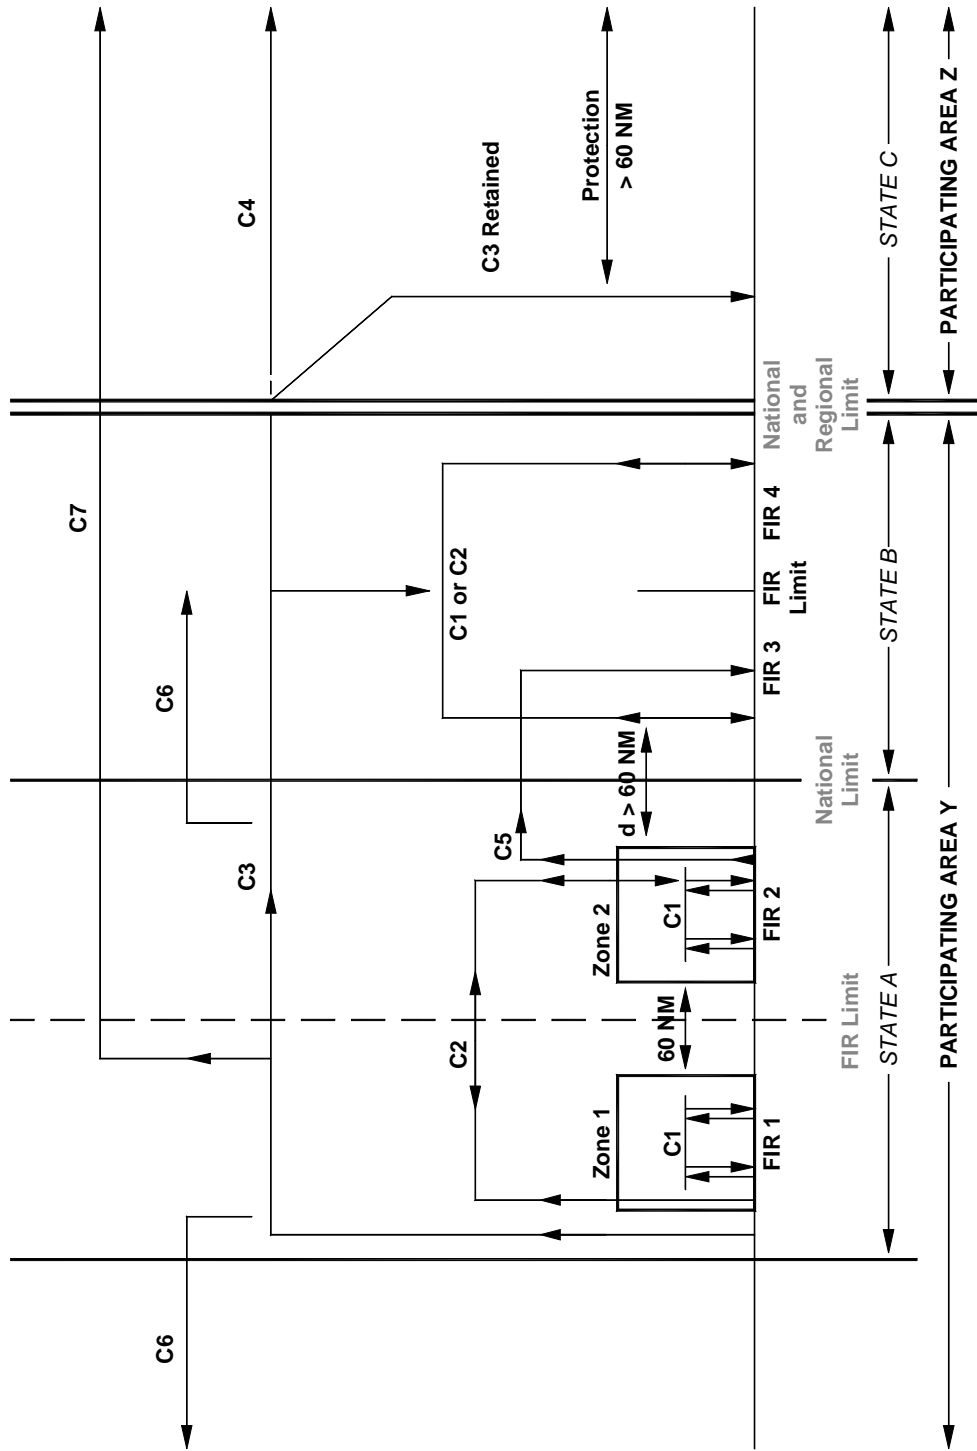 C7
C6
C6
C3
C4
C3 Retained
C2
C5
C1 or C2
Protection
> 60 NM
Zone 1
C1
60 NM
Zone 2
C1
d > 60 NM
FIR 1
FIR 2
FIR 3
FIR
Limit
FIR 4
FIR Limit
National
Limit
National
and
Regional
Limit
STATE A
STATE B
STATE C
PARTICIPATING AREA Y
PARTICIPATING AREA Z